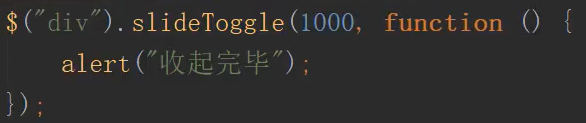 $("div").slideToggle(1000, function () {
alert("收起完毕");
});